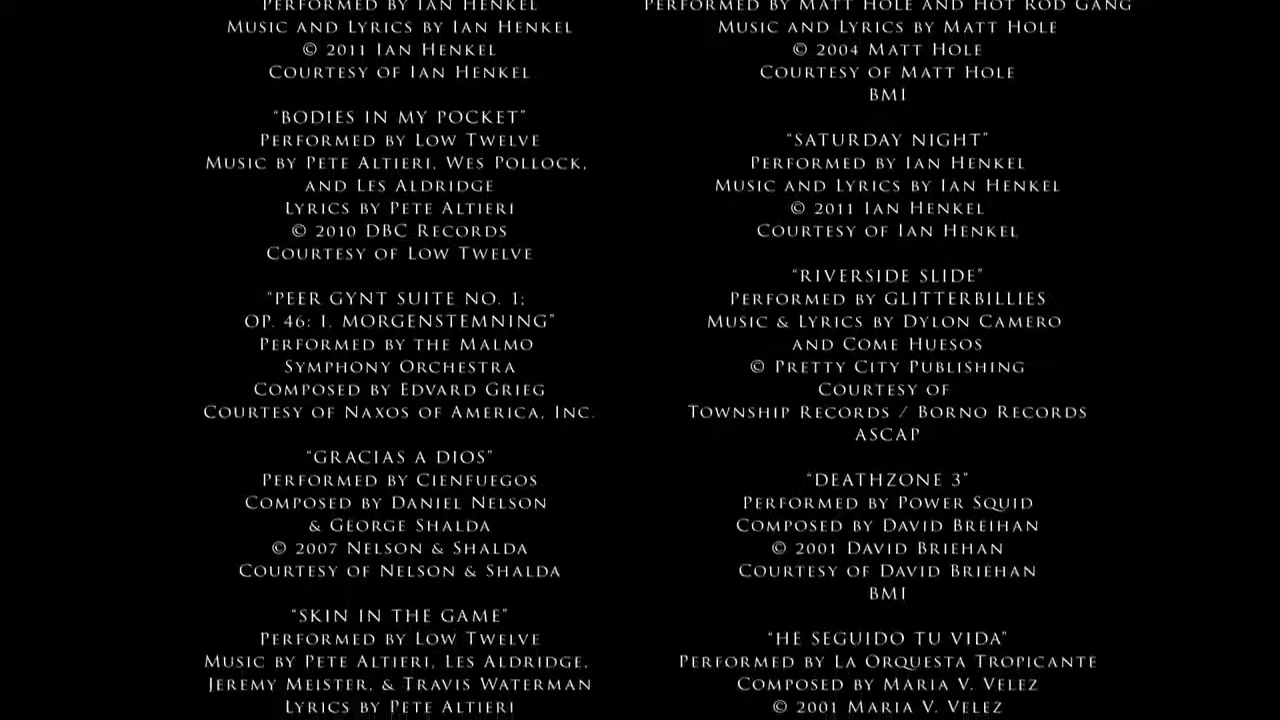 Performed by Ian Henkel
Music and Lyrics by Ian Henkel
© 2011 Ian Henkel
Courtesy of Ian Henkel
“BODIES IN MY POCKET”
Performed by Low Twelve
Music by Pete Altieri, Wes Pollock,
and Les Aldridge
Lyrics by Pete Altieri
© 2010 DBC Records
Courtesy of Low Twelve
“PEER GYNT SUITE NO. 1;
OP. 46: I. MORGENSTEMNING”
Performed by the Malmo
Symphony Orchestra
Composed by Edvard Grieg
Courtesy of Naxos of America, Inc.
“GRACIAS A DIOS”
Performed by Cienfuegos
Composed by Daniel Nelson
& George Shalda
© 2007 Nelson & Shalda
Courtesy of Nelson & Shalda
“SKIN IN THE GAME”
Performed by Low Twelve
Music by Pete Altieri, Les Aldridge,
Jeremy Meister, & Travis Waterman
Lyrics by Pete Altieri
Performed by Matt Hole and Hot Rod Gang
Music and Lyrics by Matt Hole
© 2004 Matt Hole
Courtesy of Matt Hole
BMI
“SATURDAY NIGHT”
Performed by Ian Henkel
Music and Lyrics by Ian Henkel
© 2011 Ian Henkel
Courtesy of Ian Henkel
“RIVERSIDE SLIDE”
Performed by GLITTERBILLIES
Music & Lyrics by Dylon Camero
and Come Huesos
© Pretty City Publishing
Courtesy of
Township Records / Borno Records
ASCAP
“DEATHZONE 3”
Performed by Power Squid
Composed by David Breihan
© 2001 David Briehan
Courtesy of David Briehan
BMI
“HE SEGUIDO TU VIDA”
Performed by La Orquesta Tropicante
Composed by Maria V. Velez
© 2001 Maria V. Velez